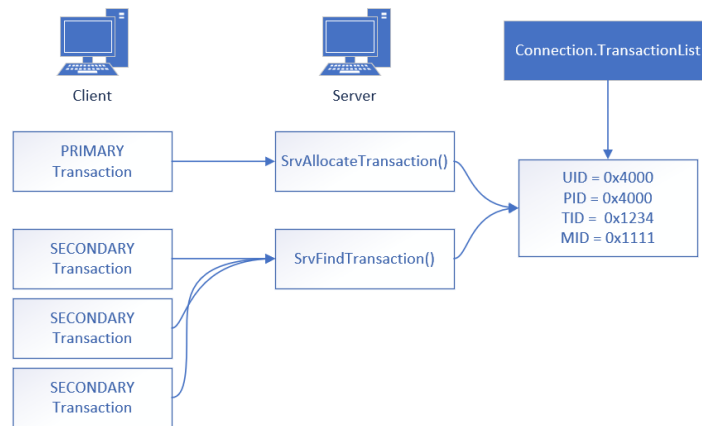 Client
Server
Connection.TransactionList
PRIMARY
Transaction
SrvAllocateTransaction()
UID = 0x4000
PID = 0x4000
TID = 0x1234
MID = 0x1111
SECONDARY
Transaction
SrvFindTransaction()
SECONDARY
Transaction
SECONDARY
Transaction